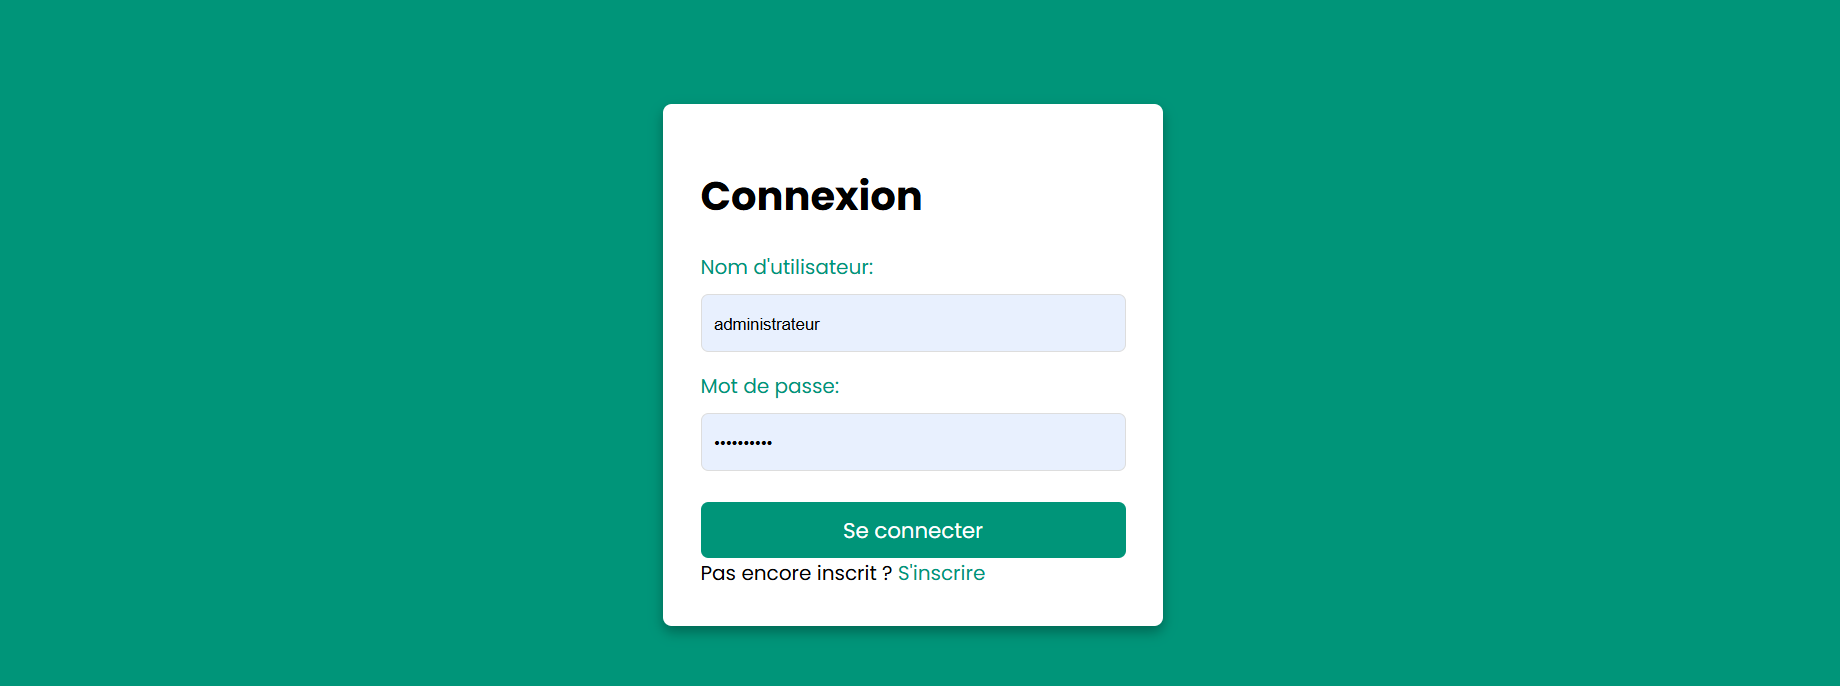 Connexion
Nom d'utilisateur:
administrateur
Mot de passe:
••••••••••
Se connecter
Pas encore inscrit ? S'inscrire